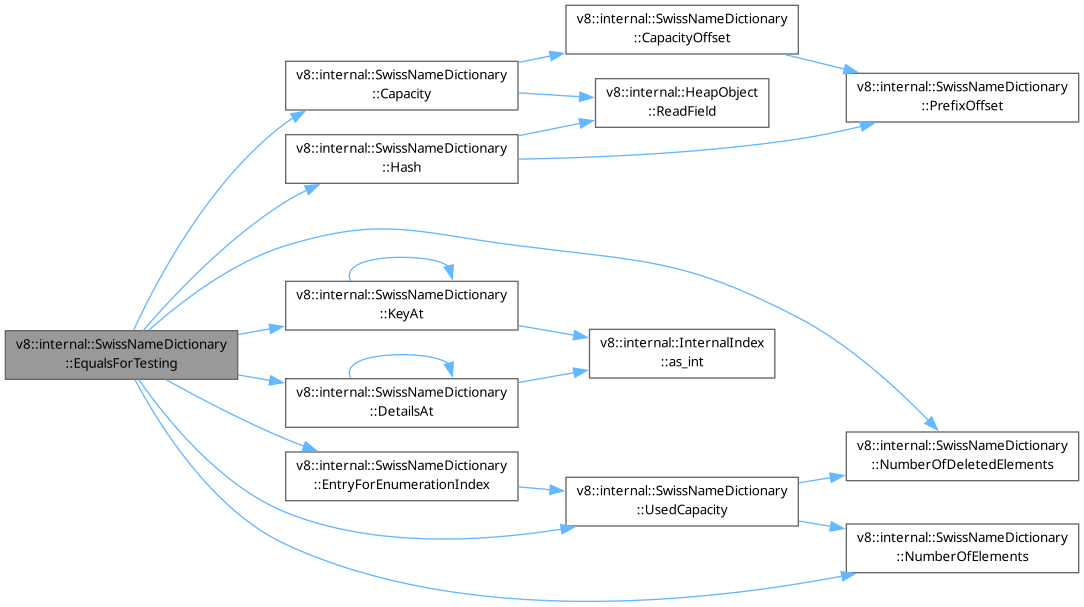 v8::internal::SwissNameDictionary
::EqualsForTesting
v8::internal::SwissNameDictionary
::Capacity
v8::internal::SwissNameDictionary
::CapacityOffset
v8::internal::SwissNameDictionary
::PrefixOffset
v8::internal::HeapObject
::ReadField
v8::internal::SwissNameDictionary
::Hash
v8::internal::SwissNameDictionary
::KeyAt
v8::internal::InternalIndex
::as_int
v8::internal::SwissNameDictionary
::DetailsAt
v8::internal::SwissNameDictionary
::EntryForEnumerationIndex
v8::internal::SwissNameDictionary
::UsedCapacity
v8::internal::SwissNameDictionary
::NumberOfDeletedElements
v8::internal::SwissNameDictionary
::NumberOfElements